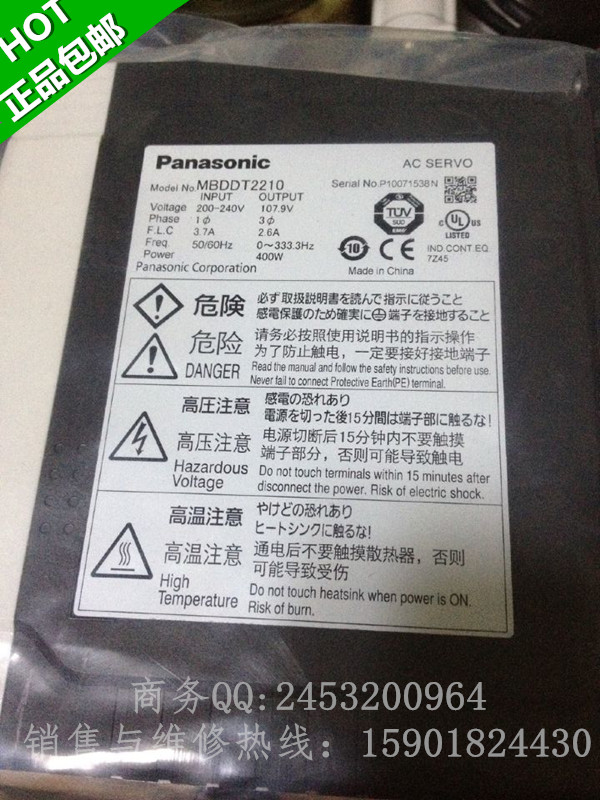 HOT
正品包邮
Panasonic
AC SERVO
Model No. MBDDT2210
Serial No. P10071538N
INPUT OUTPUT
Voltage 200-240V 107.9V
Phase 1ϕ 3ϕ
F.L.C 3.7A 2.6A
Freq. 50/60Hz 0～333.3Hz
Power 400W
Panasonic Corporation
TÜV
SUD
10
CE
c UL US
LISTED
IND.CONT.EQ.
7Z45
Made in China
危険
必ず取扱説明書を読んで指示に従うこと
感電保護のため確実に⏚端子を接地すること
危险
DANGER
请务必按照使用说明书的指示操作
为了防止触电，一定要接好接地端子
Read the manual and follow the safety instructions before use.
Never fail to connect Protective Earth(PE) terminal.
高圧注意
感電の恐れあり
電源を切った後15分間は端子部に触るな!
高压注意
电源切断后15分钟内不要触摸
端子部分，否则可能导致触电
Hazardous
Voltage
Do not touch terminals within 15 minutes after
disconnect the power. Risk of electric shock.
高温注意
やけどの恐れあり
ヒートシンクに触るな!
高温注意
通电后不要触摸散热器，否则
可能导致受伤
High
Temperature
Do not touch heatsink when power is ON.
Risk of burn.
商务QQ:2453200964
销售与维修热线：15901824430